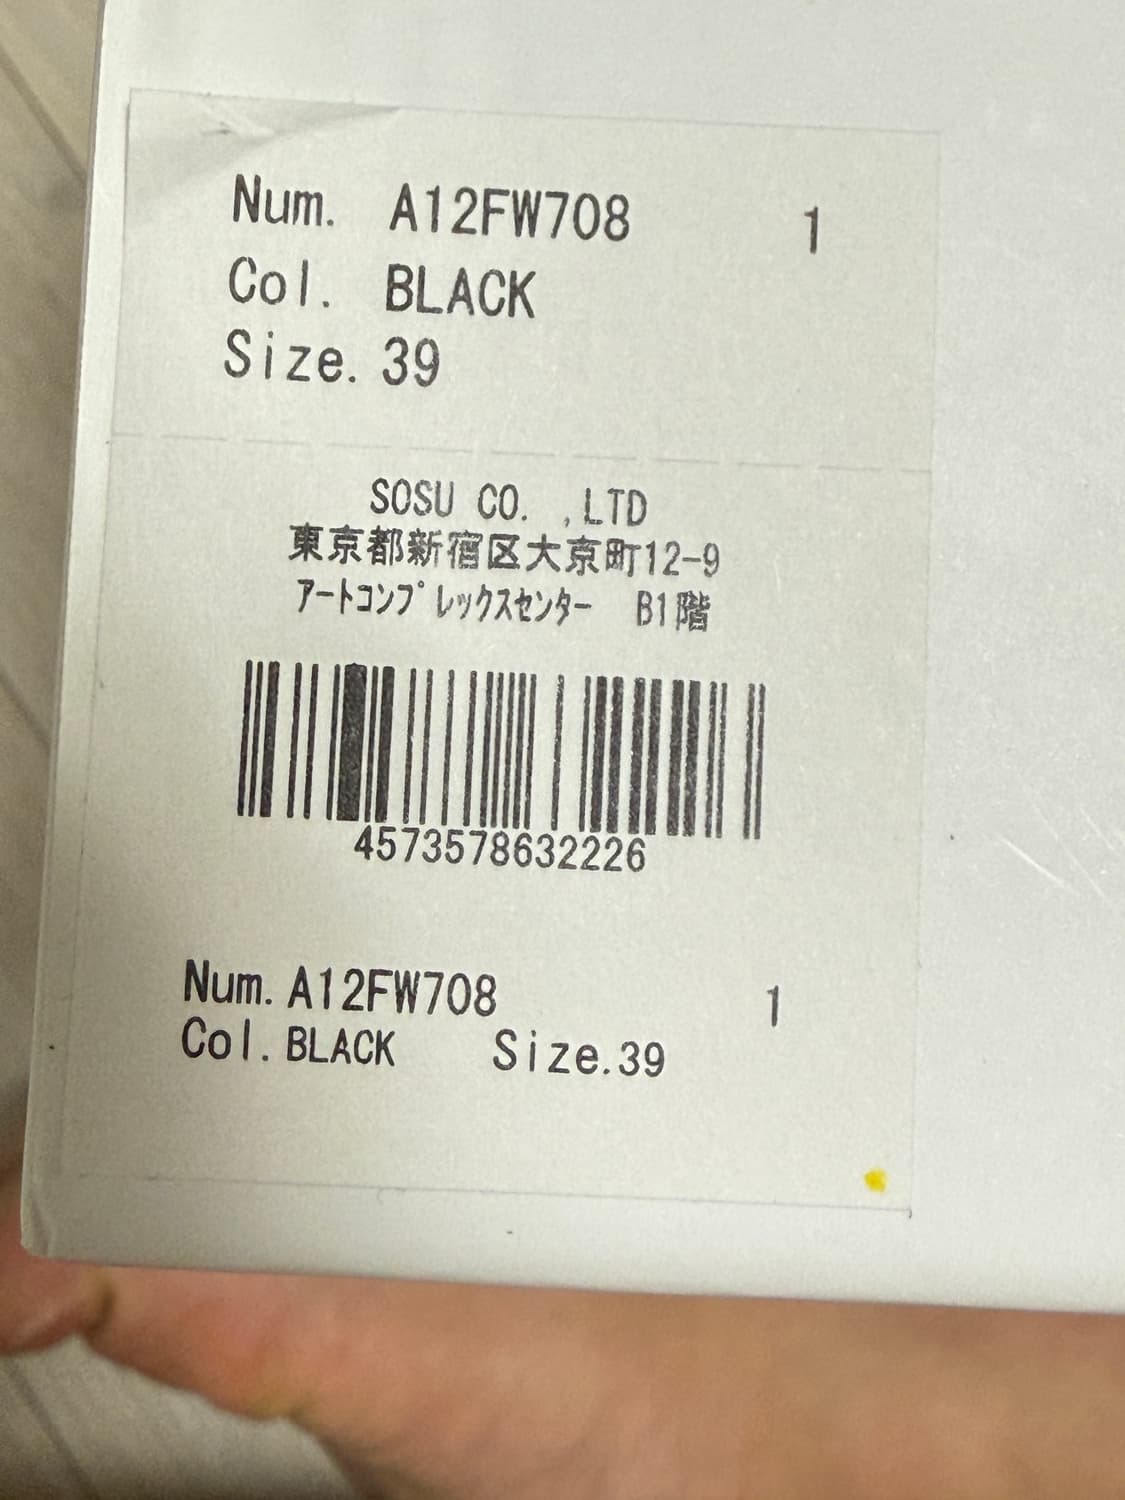 Num. A12FW708 1
Col. BLACK
Size. 39
SOSU CO. ,LTD
東京都新宿区大京町12-9
ｱｰﾄｺﾝﾌﾟﾚｯｸｽｾﾝﾀｰ B1階
4573578632226
Num. A12FW708 1
Col. BLACK Size. 39